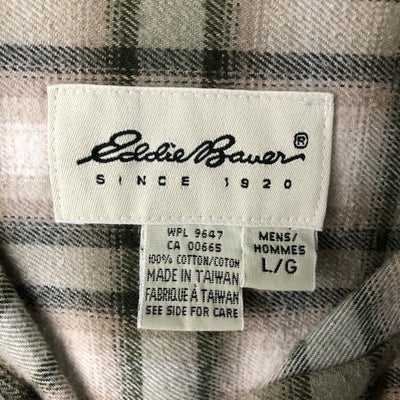 Eddie Bauer®
SINCE 1920
WPL 9647
CA 00665
100% COTTON/COTON
MADE IN TAIWAN
FABRIQUÉ À TAIWAN
SEE SIDE FOR CARE
MENS/
HOMMES
L/G